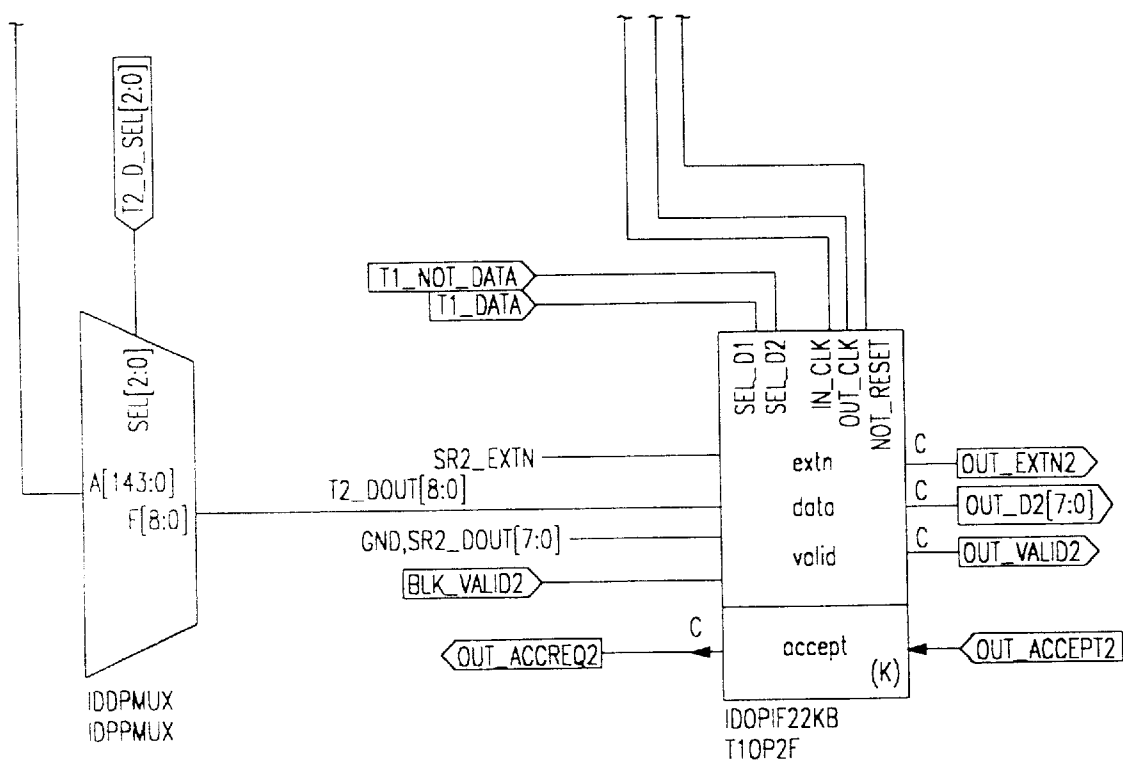 T2_D_SEL[2:0]
T1_NOT_DATA
T1_DATA
SEL[2:0]
SEL_D1
SEL_D2
IN_CLK
OUT_CLK
NOT_RESET
A[143:0]
F[8:0]
SR2_EXTN
T2_DOUT[8:0]
GND,SR2_DOUT[7:0]
BLK_VALID2
extn
data
valid
C
OUT_EXTN2
C
OUT_D2[7:0]
C
OUT_VALID2
C
OUT_ACCREQ2
accept
(K)
OUT_ACCEPT2
IDDPMUX
IDPPMUX
IDOPIF22KB
T1OP2F